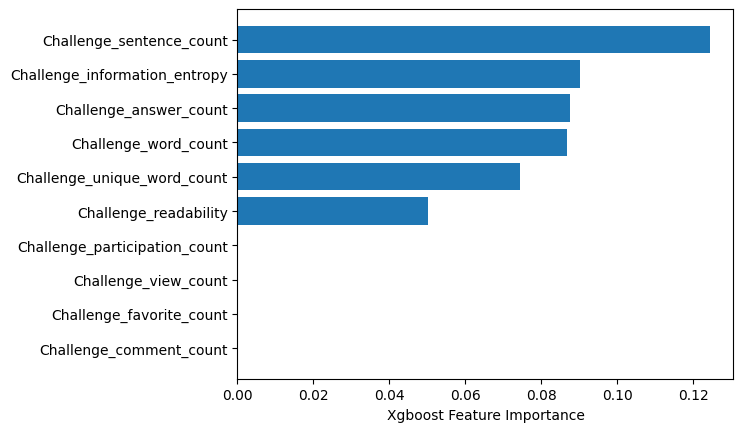 Challenge_sentence_count
Challenge_information_entropy
Challenge_answer_count
Challenge_word_count
Challenge_unique_word_count
Challenge_readability
Challenge_participation_count
Challenge_view_count
Challenge_favorite_count
Challenge_comment_count
0.00 0.02 0.04 0.06 0.08 0.10 0.12
Xgboost Feature Importance